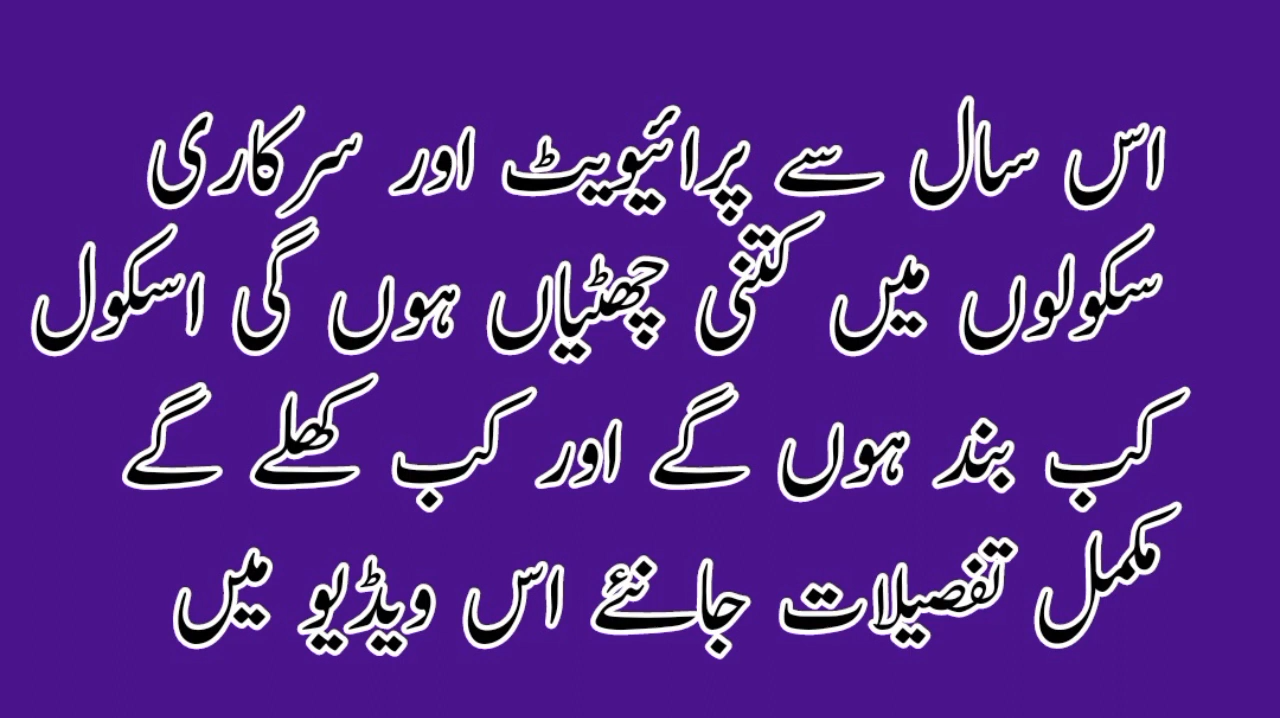 اس سال سے پرائیویٹ اور سرکاری
سکولوں میں کتنی چھٹیاں ہوں گی اسکول
کب بند ہوں گے اور کب کھلے گے
مکمل تفصیلات جانئے اس ویڈیو میں